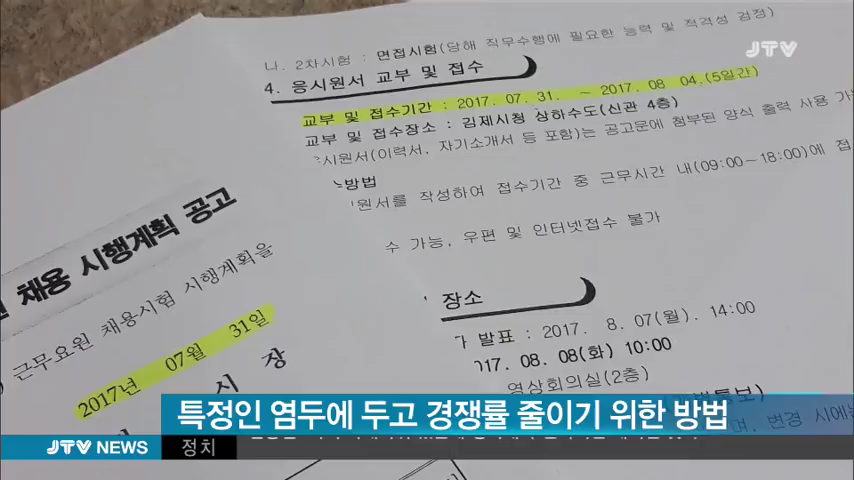 JTV
나. 2차시험 : 면접시험(당해 직무수행에 필요한 능력 및 적격성 검정)
4. 응시원서 교부 및 접수
교부 및 접수기간 : 2017. 07. 31. ~ 2017. 08. 04.(5일간)
교부 및 접수장소 : 김제시청 상하수도(신관 4층)
시원서(이력서, 자기소개서 등 포함)는 공고문에 첨부된 양식 출력 사용 가
방법
원서를 작성하여 접수기간 중 근무시간 내(09:00~18:00)에 접
수 가능, 우편 및 인터넷접수 불가
장소
발표 : 2017. 8. 07(월). 14:00
017. 08. 08(화) 10:00
영상회의실(2층)
변경 시에는
채용 시행계획 공고
근무요원 채용시험 시행계획을
2017년 07월 31일
시 장
특정인 염두에 두고 경쟁률 줄이기 위한 방법
JTV NEWS 정치